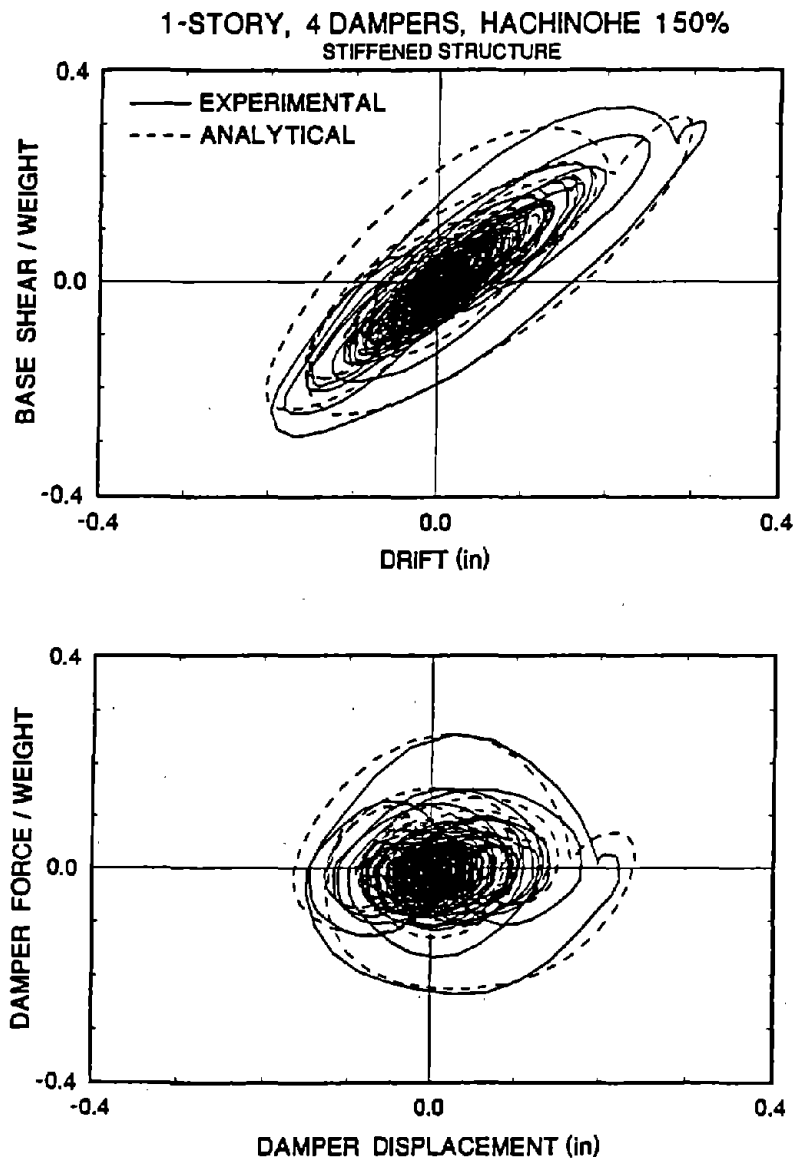 1-STORY, 4 DAMPERS, HACHINOHE 150%
STIFFENED STRUCTURE
0.4
EXPERIMENTAL
ANALYTICAL
BASE SHEAR / WEIGHT
0.0
-0.4
-0.4
0.0
0.4
DRIFT (in)
0.4
DAMPER FORCE / WEIGHT
0.0
-0.4
-0.4
0.0
0.4
DAMPER DISPLACEMENT (in)